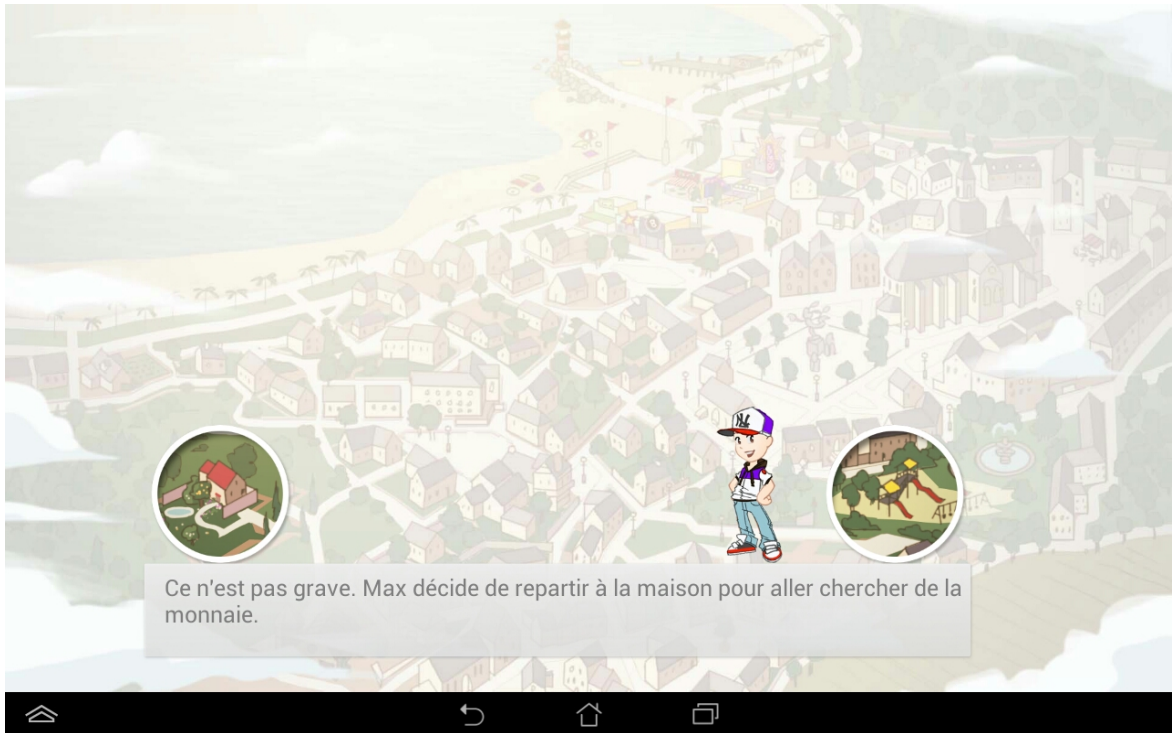 Ce n'est pas grave. Max décide de repartir à la maison pour aller chercher de la
monnaie.